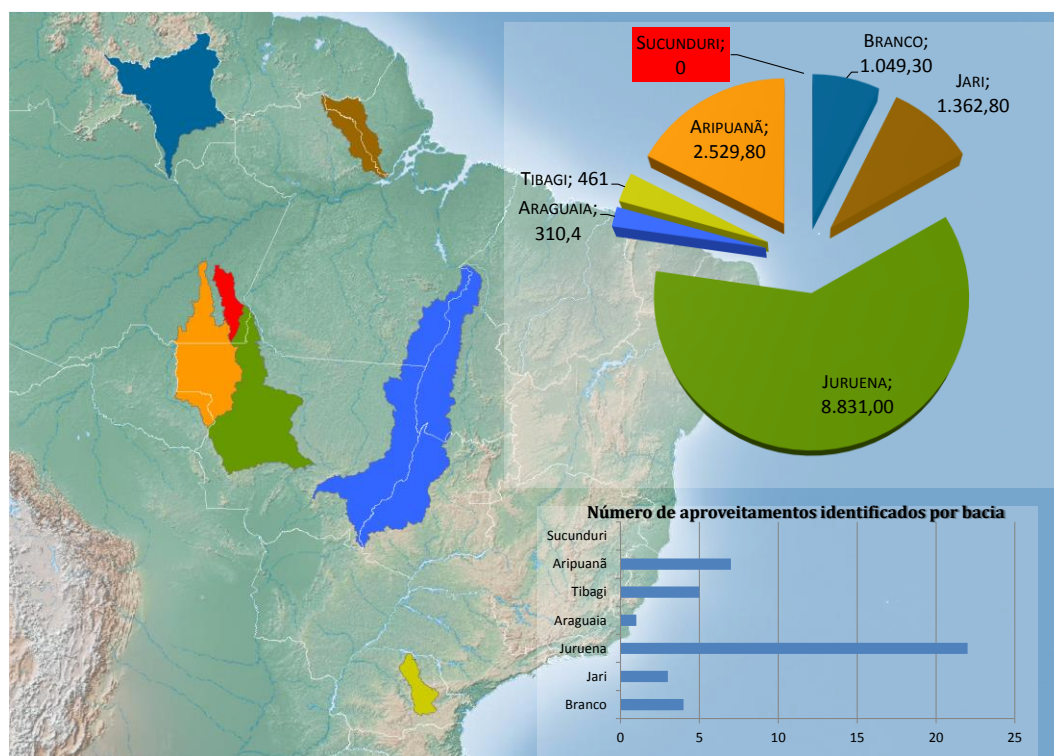 SUCUNDURI;
0
BRANCO;
1.049,30
JARI;
1.362,80
ARIPUANÃ;
2.529,80
TIBAGI; 461
ARAGUAIA;
310,4
JURUENA;
8.831,00
Número de aproveitamentos identificados por bacia
Sucunduri
Aripuanã
Tibagi
Araguaia
Juruena
Jari
Branco
0 5 10 15 20 25